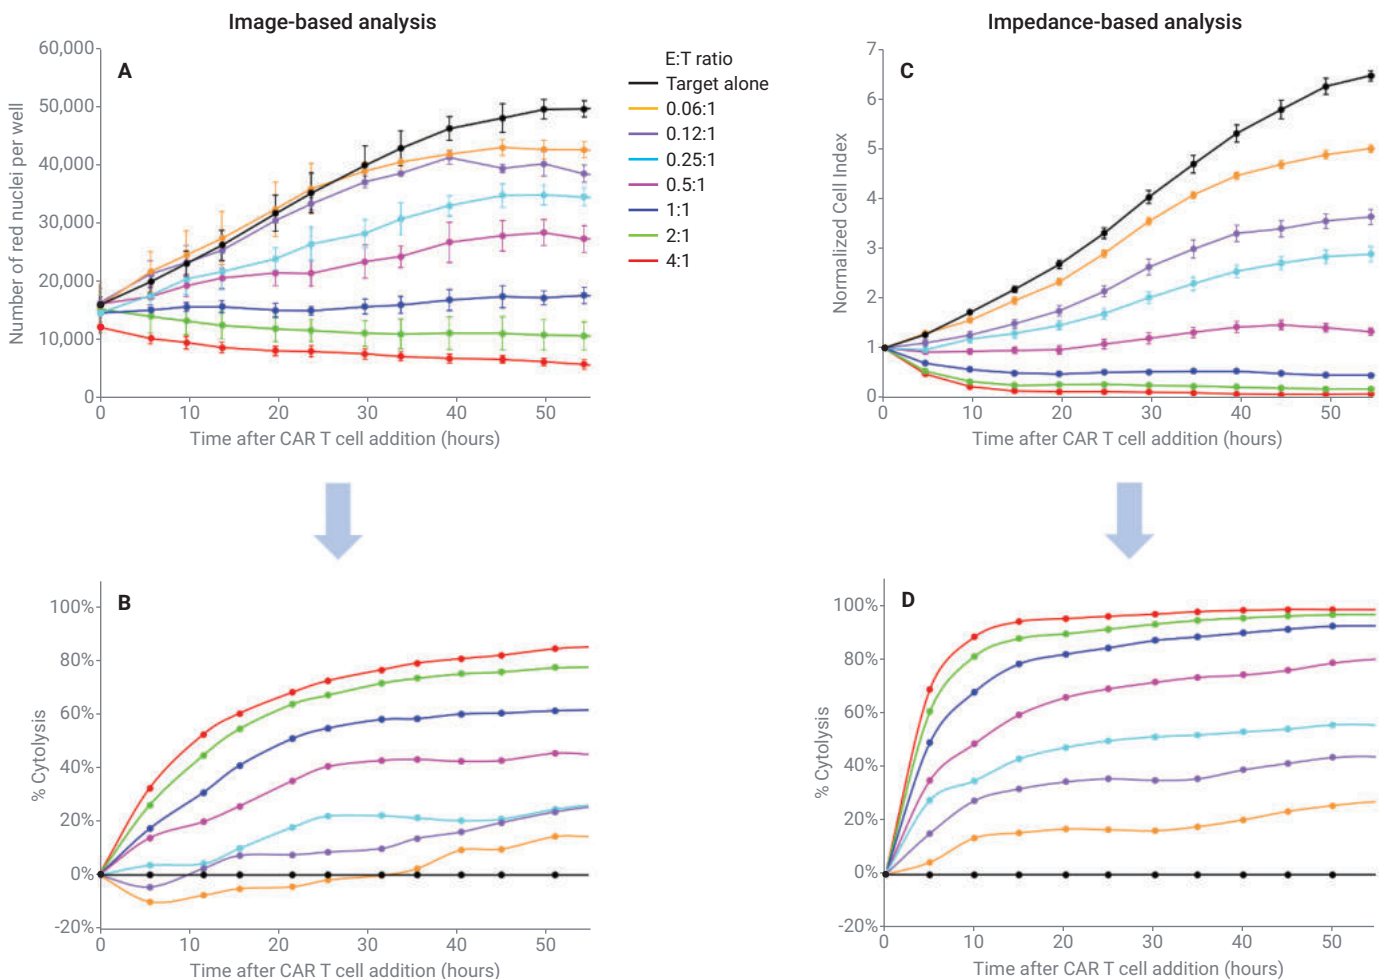 Image-based analysis
A
Number of red nuclei per well
60,000
50,000
40,000
30,000
20,000
10,000
0
0 10 20 30 40 50
Time after CAR T cell addition (hours)
E:T ratio
Target alone
0.06:1
0.12:1
0.25:1
0.5:1
1:1
2:1
4:1
Impedance-based analysis
C
Normalized Cell Index
7
6
5
4
3
2
1
0
0 10 20 30 40 50
Time after CAR T cell addition (hours)
B
% Cytolysis
100%
80%
60%
40%
20%
0%
-20%
0 10 20 30 40 50
Time after CAR T cell addition (hours)
D
% Cytolysis
100%
80%
60%
40%
20%
0%
-20%
0 10 20 30 40 50
Time after CAR T cell addition (hours)